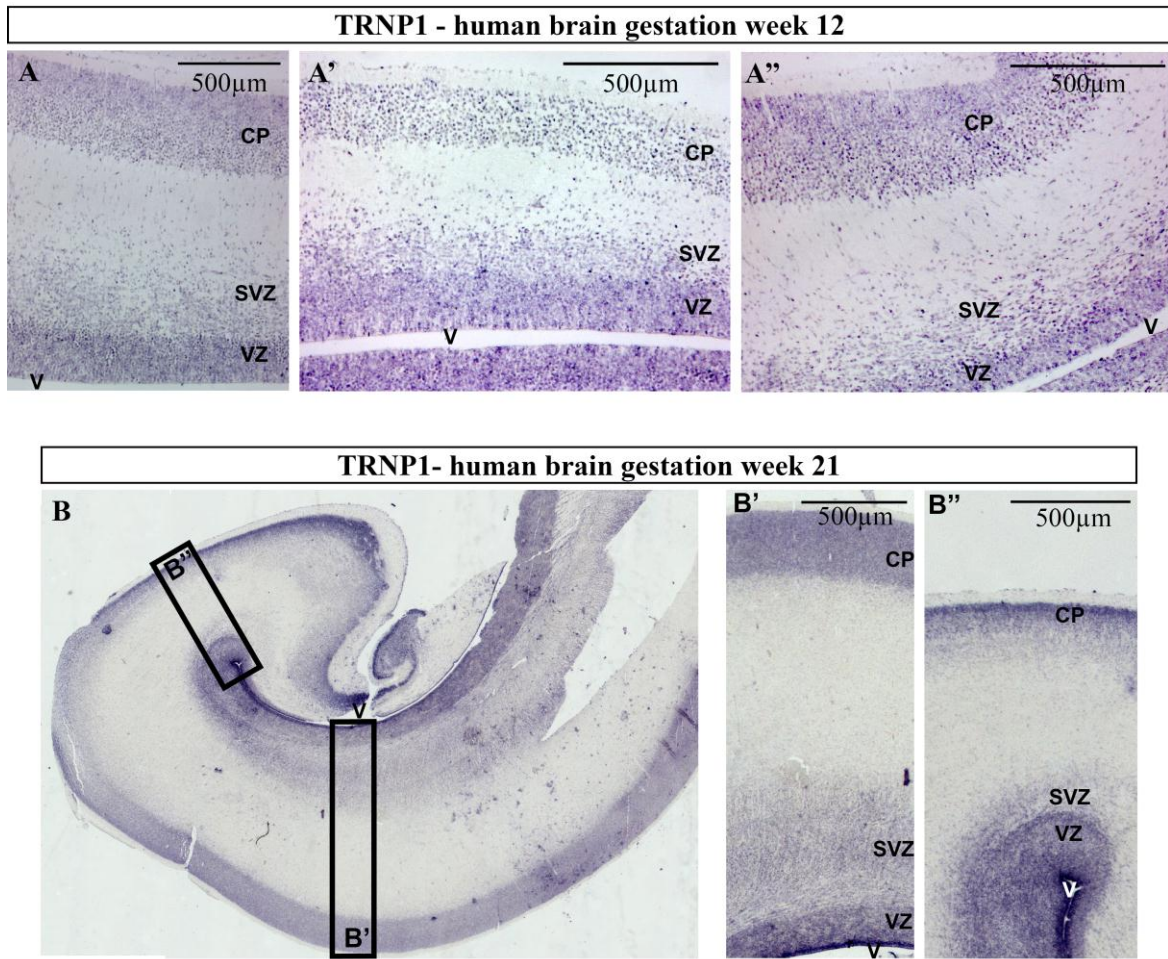 TRNP1 - human brain gestation week 12
A
500µm
CP
SVZ
VZ
V
A’
500µm
CP
SVZ
VZ
V
A”
500µm
CP
SVZ
VZ
V
TRNP1- human brain gestation week 21
B
B”
V
B’
B’
500µm
CP
SVZ
VZ
V
B”
500µm
CP
SVZ
VZ
V